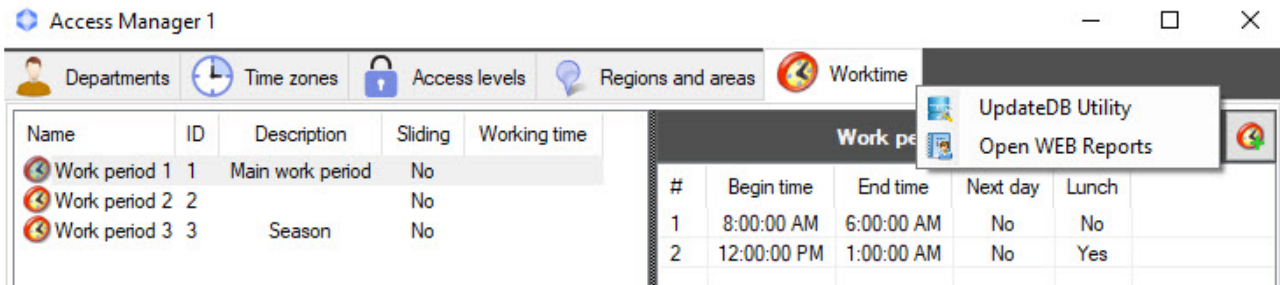 Access Manager 1
Departments Time zones Access levels Regions and areas Worktime
UpdateDB Utility
Open WEB Reports
Name ID Description Sliding Working time
Work pe
Work period 1 1 Main work period No
Work period 2 2 No
Work period 3 3 Season No
# Begin time End time Next day Lunch
1 8:00:00 AM 6:00:00 AM No No
2 12:00:00 PM 1:00:00 AM No Yes